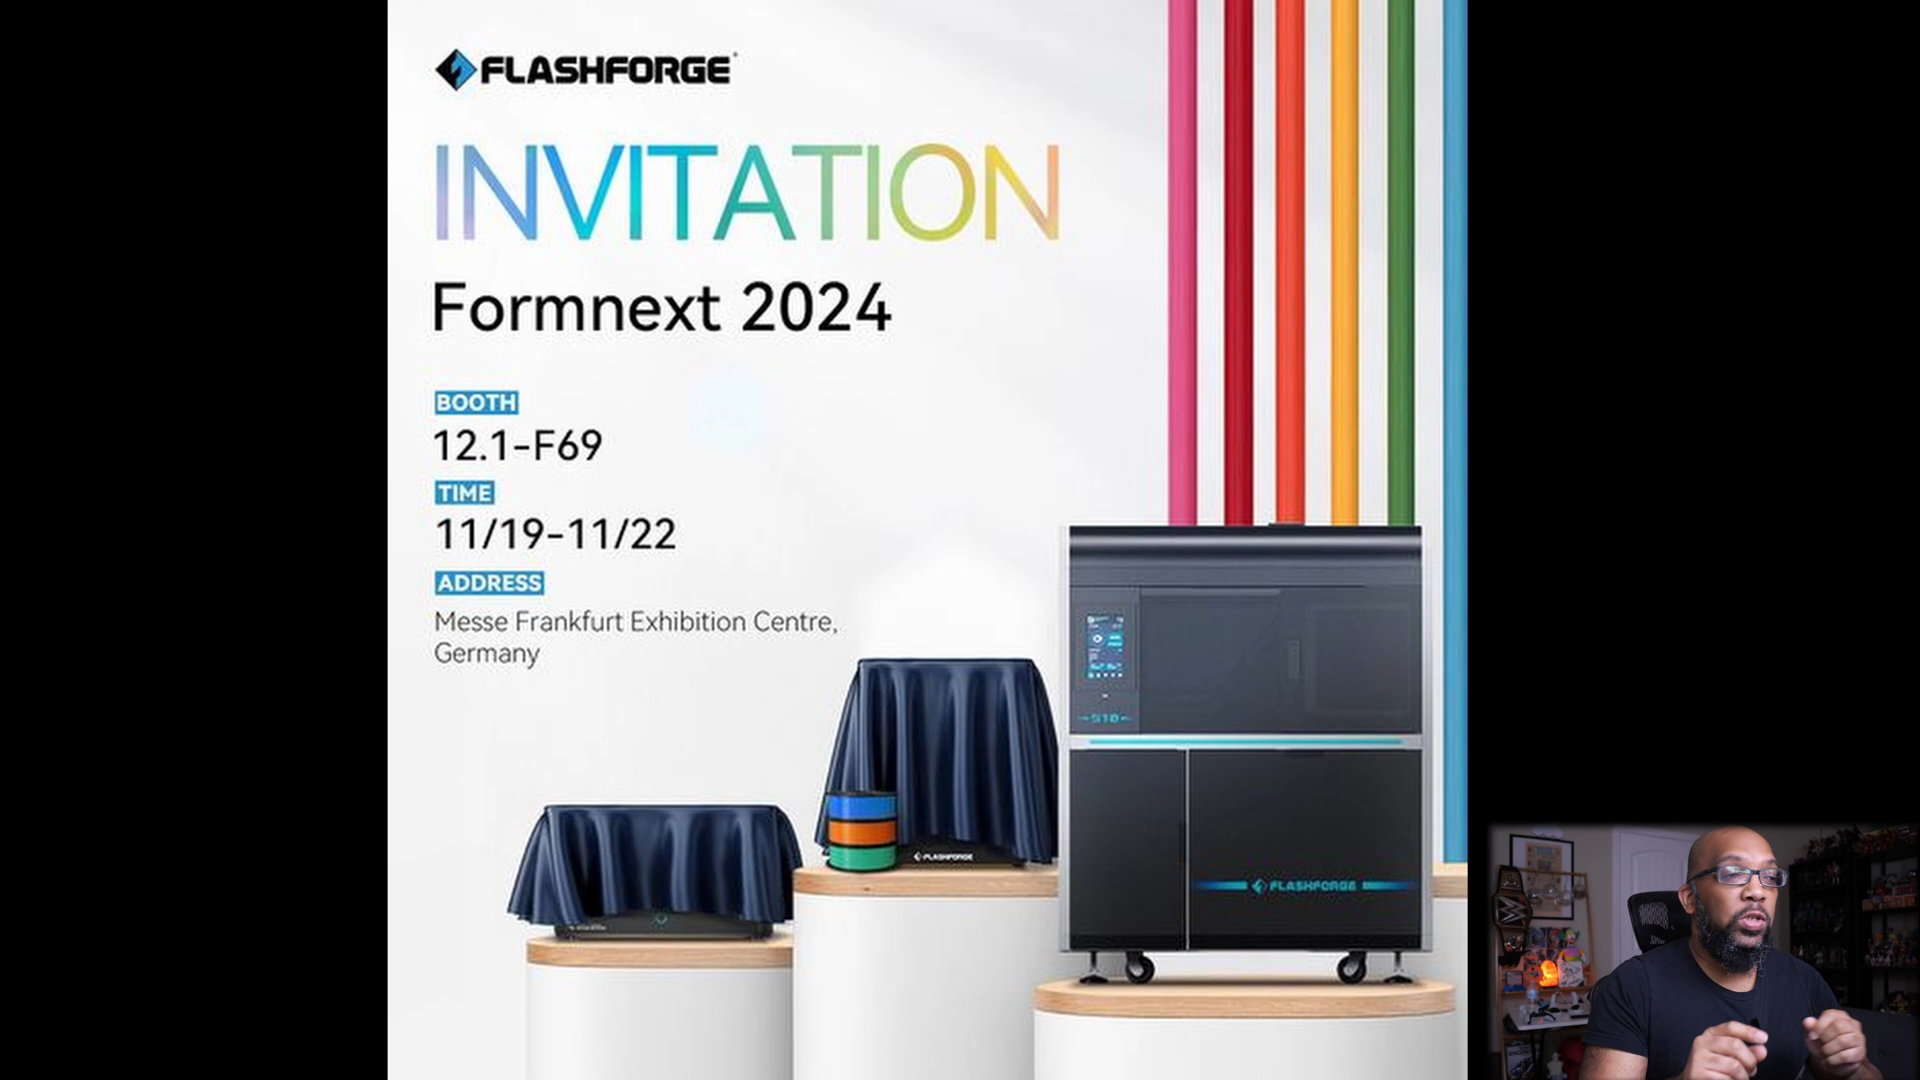 FLASHFORGE
INVITATION
Formnext 2024
BOOTH
12.1-F69
TIME
11/19-11/22
ADDRESS
Messe Frankfurt Exhibition Centre,
Germany
FLASHFORGE
FLASHFORGE